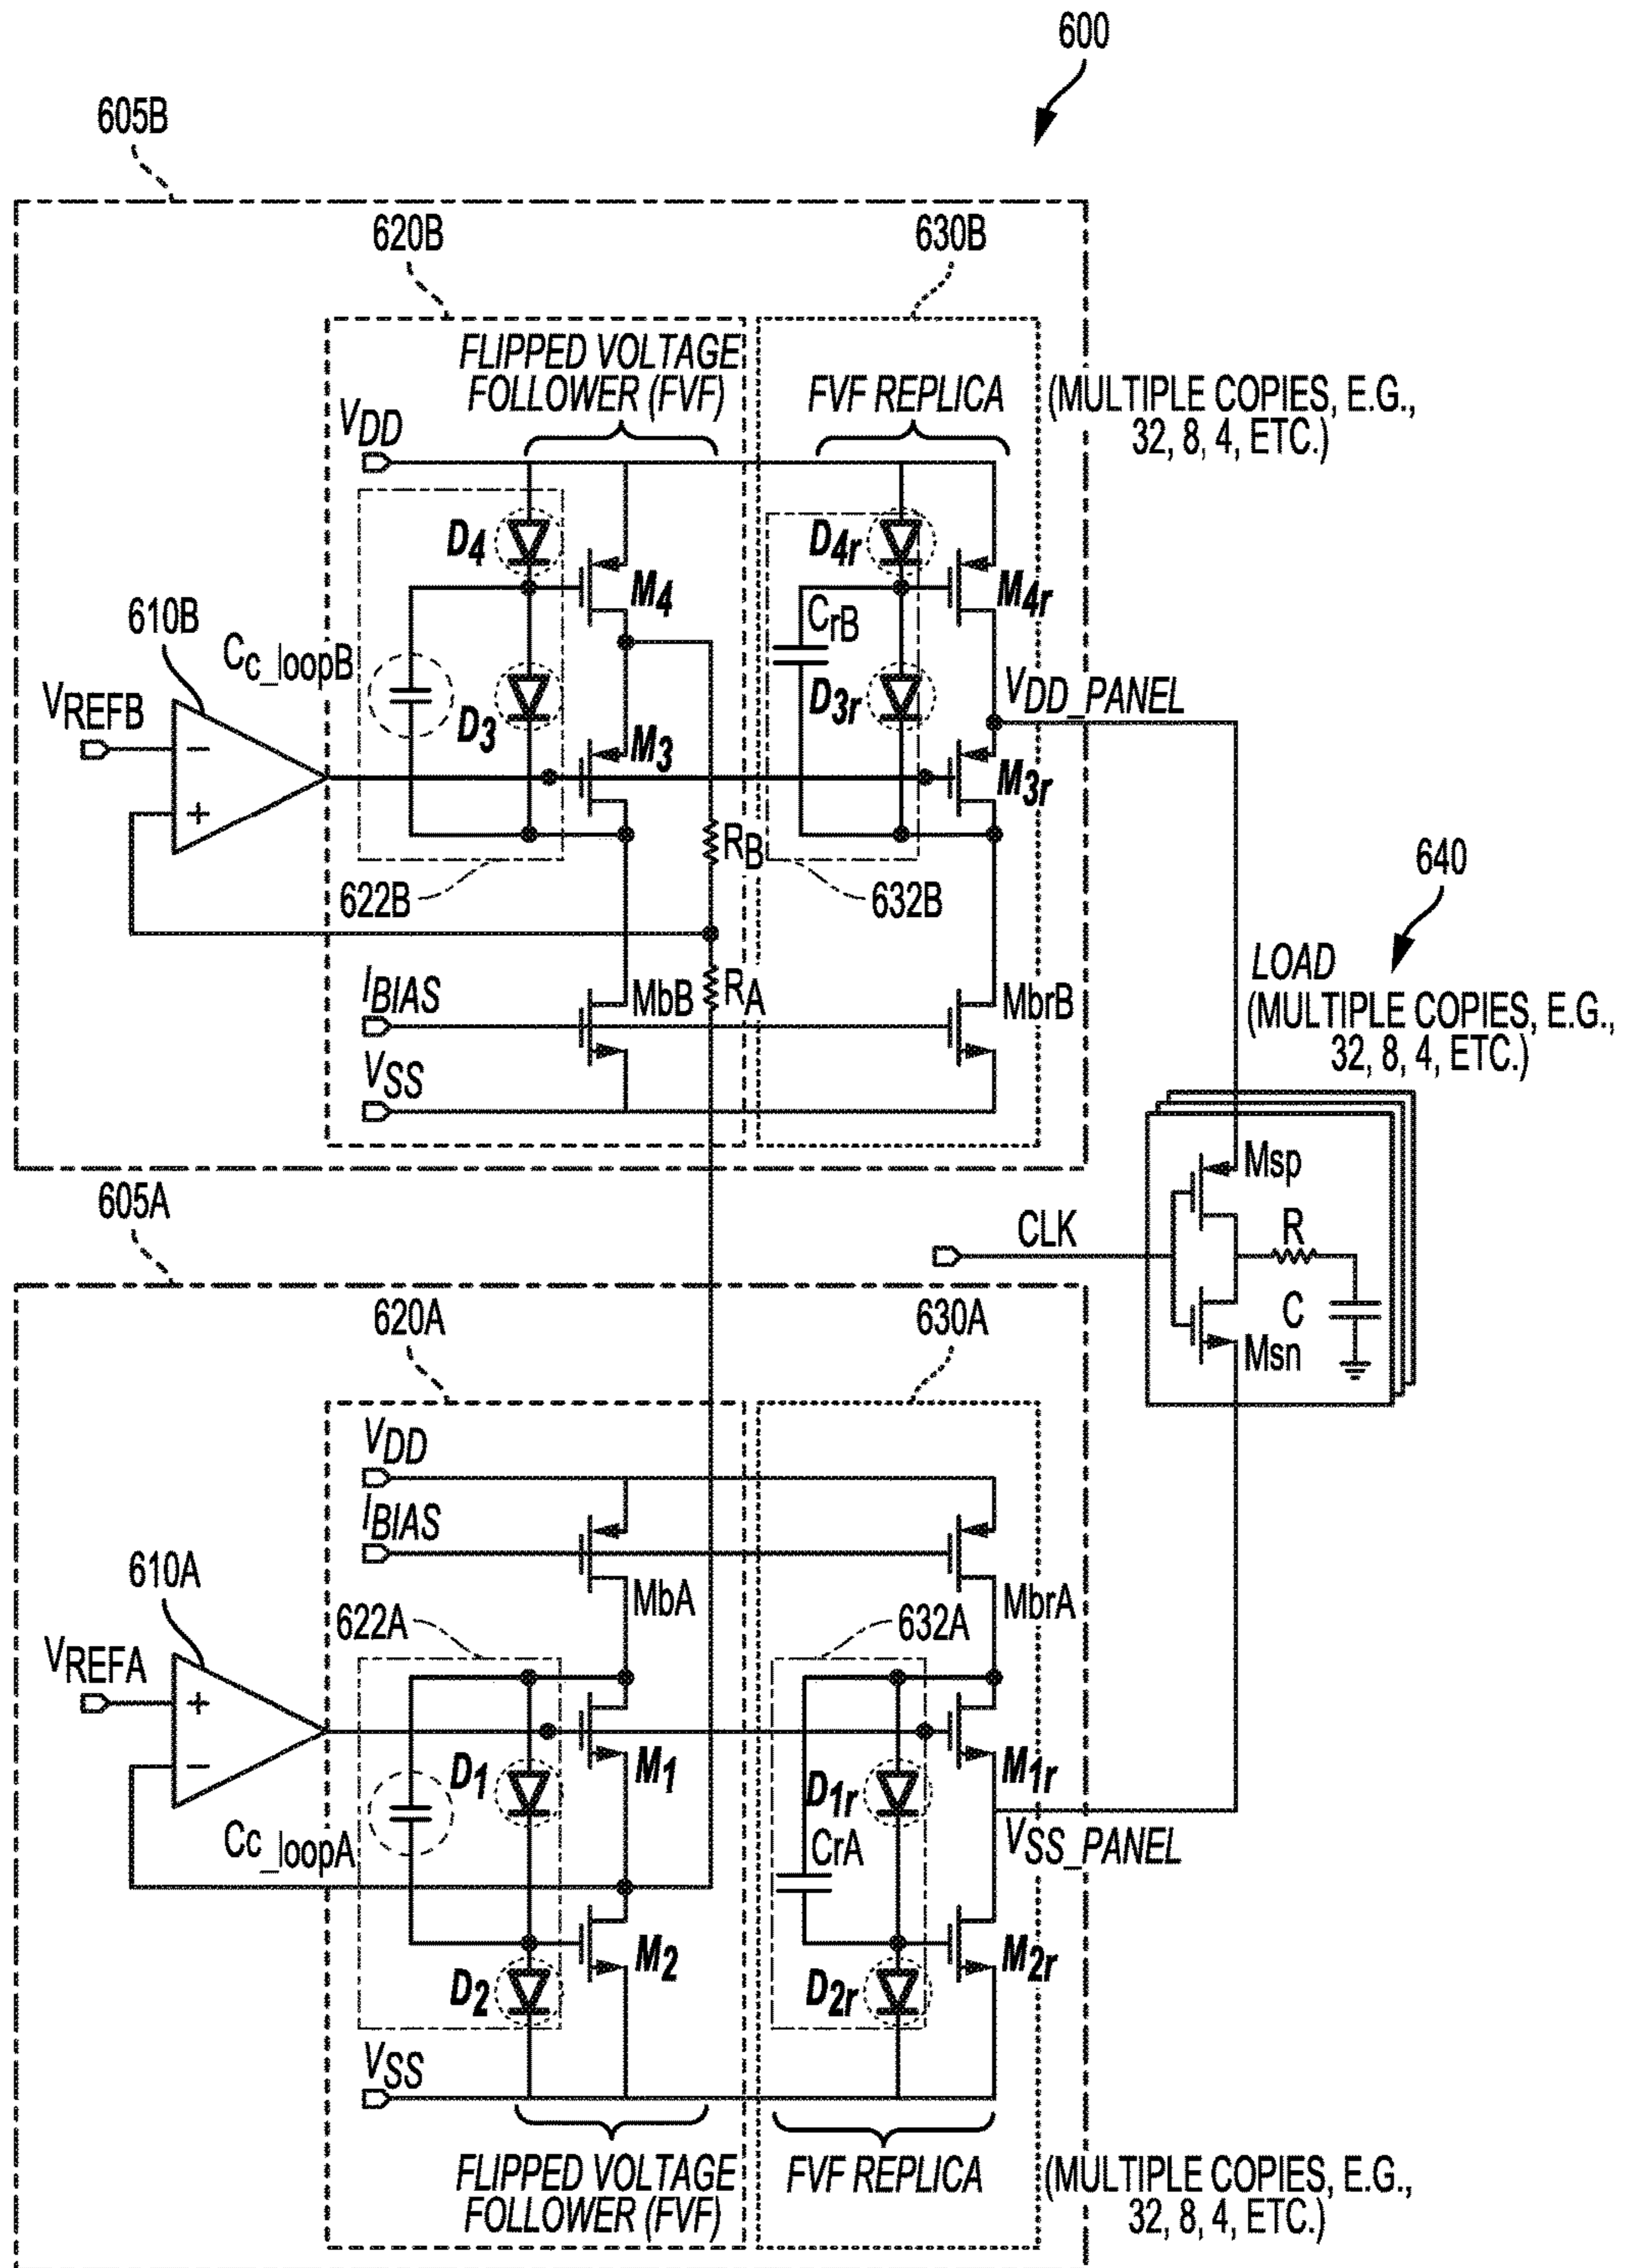 600
605B
620B
630B
FLIPPED VOLTAGE
FOLLOWER (FVF)
FVF REPLICA
(MULTIPLE COPIES, E.G.,
32, 8, 4, ETC.)
VDD
D4
M4
D4r
M4r
610B
Cc_loopB
CrB
VREFB
D3
M3
D3r
M3r
VDD_PANEL
−
+
RB
622B
632B
640
LOAD
(MULTIPLE COPIES, E.G.,
32, 8, 4, ETC.)
IBIAS
MbB
RA
MbrB
VSS
Msp
605A
CLK
R
C
Msn
620A
630A
VDD
IBIAS
610A
MbA
MbrA
622A
632A
VREFA
+
−
D1
M1
D1r
M1r
Cc_loopA
CrA
VSS_PANEL
D2
M2
D2r
M2r
VSS
FLIPPED VOLTAGE
FOLLOWER (FVF)
FVF REPLICA
(MULTIPLE COPIES, E.G.,
32, 8, 4, ETC.)